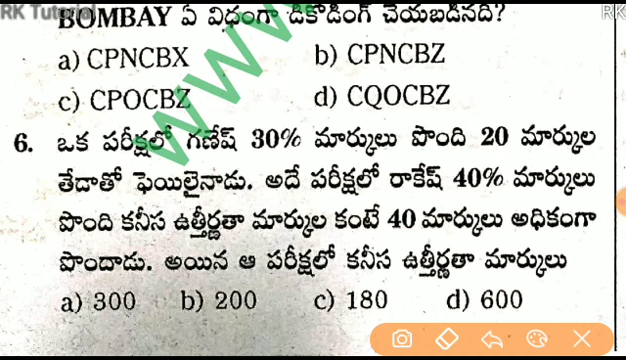 RK Tutorial
RK
BOMBAY ఏ విధంగా డీకోడింగ్ చేయబడినది?
a) CPNCBX b) CPNCBZ
c) CPOCBZ d) CQOCBZ
6. ఒక పరీక్షలో గణేష్ 30% మార్కులు పొంది 20 మార్కుల
తేడాతో ఫెయిలైనాడు. అదే పరీక్షలో రాకేష్ 40% మార్కులు
పొంది కనీస ఉత్తీర్ణతా మార్కుల కంటే 40 మార్కులు అధికంగా
పొందాడు. అయిన ఆ పరీక్షలో కనీస ఉత్తీర్ణతా మార్కులు
a) 300 b) 200 c) 180 d) 600